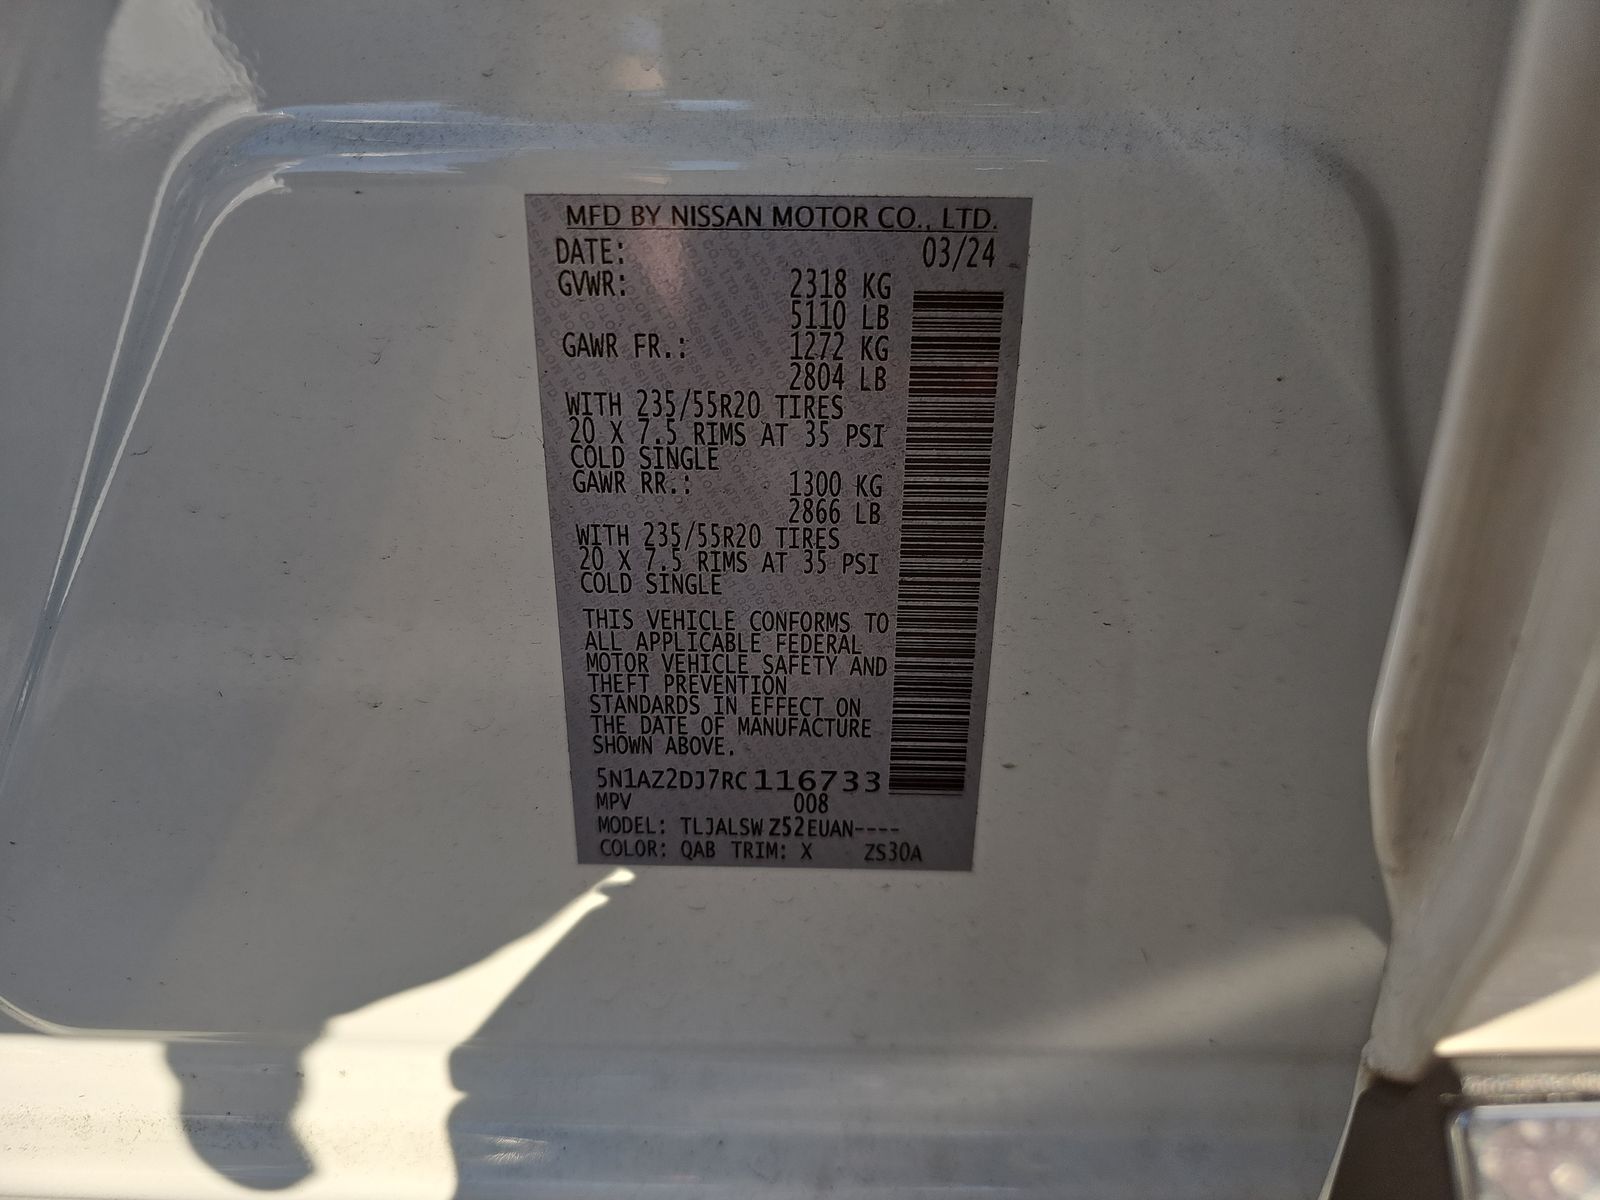 MFD BY NISSAN MOTOR CO., LTD.
DATE: 03/24
GVWR: 2318 KG
5110 LB
GAWR FR.: 1272 KG
2804 LB
WITH 235/55R20 TIRES
20 X 7.5 RIMS AT 35 PSI
COLD SINGLE
GAWR RR.: 1300 KG
2866 LB
WITH 235/55R20 TIRES
20 X 7.5 RIMS AT 35 PSI
COLD SINGLE
THIS VEHICLE CONFORMS TO
ALL APPLICABLE FEDERAL
MOTOR VEHICLE SAFETY AND
THEFT PREVENTION
STANDARDS IN EFFECT ON
THE DATE OF MANUFACTURE
SHOWN ABOVE.
5N1AZ2DJ7RC116733
MPV 008
MODEL: TLJALSW Z52EUAN----
COLOR: QAB TRIM: X ZS30A